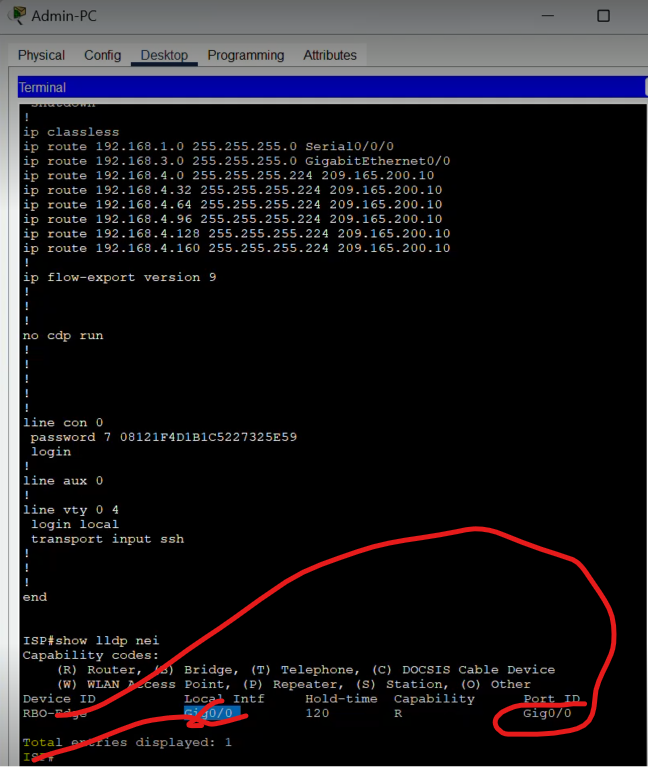 Admin-PC
Physical Config Desktop Programming Attributes
Terminal
shutdown
!
ip classless
ip route 192.168.1.0 255.255.255.0 Serial0/0/0
ip route 192.168.3.0 255.255.255.0 GigabitEthernet0/0
ip route 192.168.4.0 255.255.255.224 209.165.200.10
ip route 192.168.4.32 255.255.255.224 209.165.200.10
ip route 192.168.4.64 255.255.255.224 209.165.200.10
ip route 192.168.4.96 255.255.255.224 209.165.200.10
ip route 192.168.4.128 255.255.255.224 209.165.200.10
ip route 192.168.4.160 255.255.255.224 209.165.200.10
!
ip flow-export version 9
!
!
!
no cdp run
!
!
!
!
!
line con 0
password 7 08121F4D1B1C5227325E59
login
!
line aux 0
!
line vty 0 4
login local
transport input ssh
!
!
!
end
ISP#show lldp nei
Capability codes:
(R) Router, (B) Bridge, (T) Telephone, (C) DOCSIS Cable Device
(W) WLAN Access Point, (P) Repeater, (S) Station, (O) Other
Device ID Local Intf Hold-time Capability Port ID
RBO-Edge Gig0/0 120 R Gig0/0
Total entries displayed: 1
ISP#